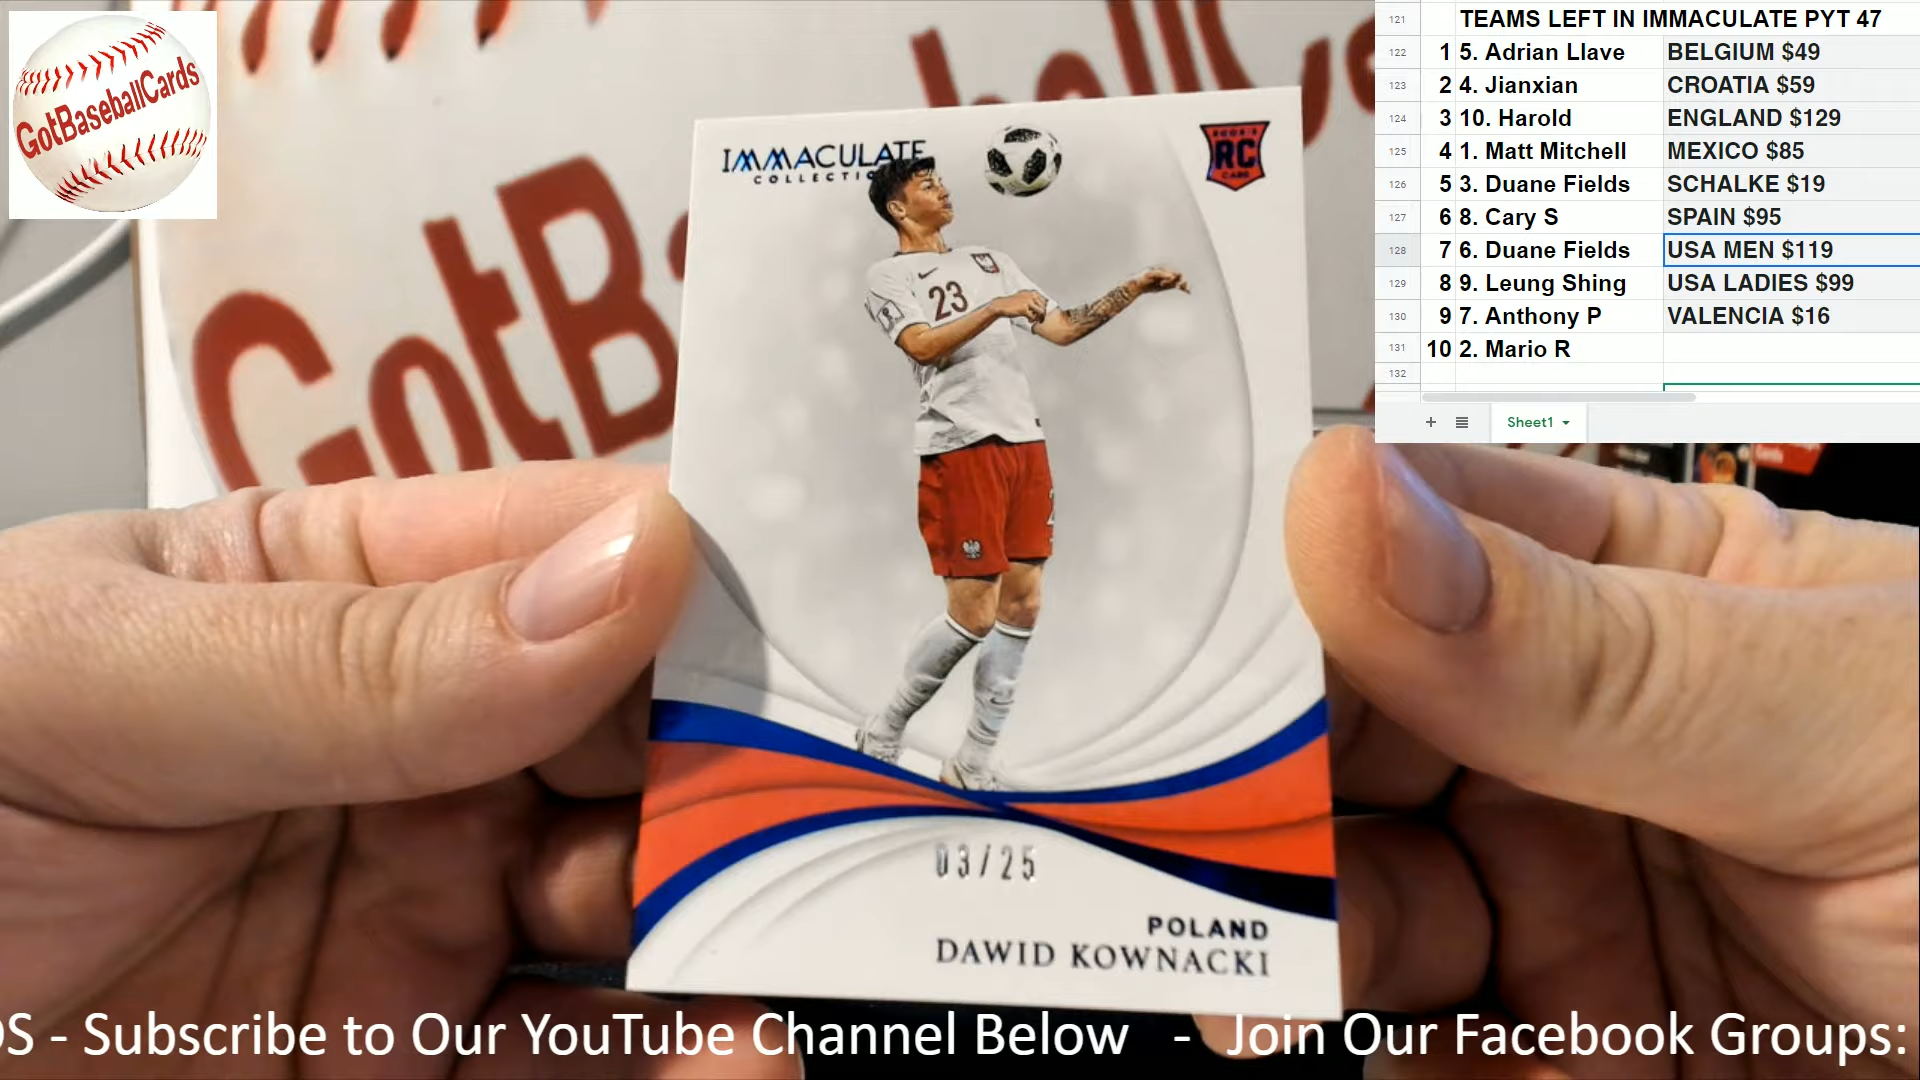 GotBaseballCards
GotB
121 TEAMS LEFT IN IMMACULATE PYT 47
122 1 5. Adrian Llave BELGIUM $49
123 2 4. Jianxian CROATIA $59
124 3 10. Harold ENGLAND $129
125 4 1. Matt Mitchell MEXICO $85
126 5 3. Duane Fields SCHALKE $19
127 6 8. Cary S SPAIN $95
128 7 6. Duane Fields USA MEN $119
129 8 9. Leung Shing USA LADIES $99
130 9 7. Anthony P VALENCIA $16
131 10 2. Mario R
132
Sheet1
IMMACULATE
COLLECTIO
RC
CARD
23
03/25
POLAND
DAWID KOWNACKI
DS - Subscribe to Our YouTube Channel Below - Join Our Facebook Groups: